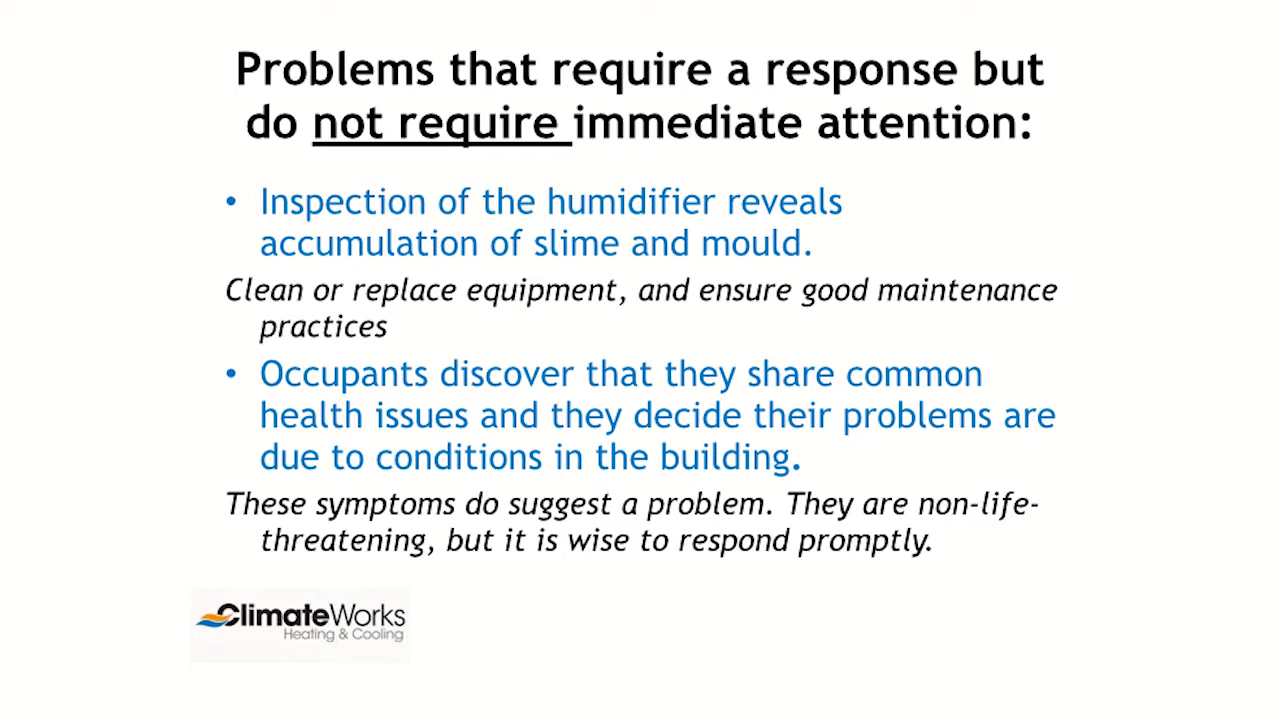 Problems that require a response but
do not require immediate attention:
• Inspection of the humidifier reveals
accumulation of slime and mould.
Clean or replace equipment, and ensure good maintenance
practices
• Occupants discover that they share common
health issues and they decide their problems are
due to conditions in the building.
These symptoms do suggest a problem. They are non-life-
threatening, but it is wise to respond promptly.
ClimateWorks
Heating & Cooling